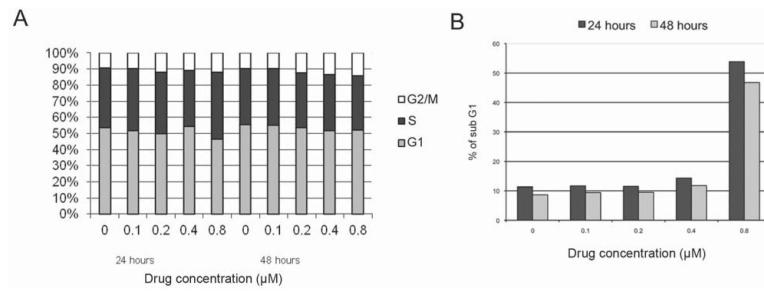 A
100%
90%
80%
70%
60%
50%
40%
30%
20%
10%
0%
G2/M
S
G1
0 0.1 0.2 0.4 0.8 0 0.1 0.2 0.4 0.8
24 hours 48 hours
Drug concentration (µM)
B
24 hours 48 hours
% of sub G1
60
50
40
30
20
10
0
0 0.1 0.2 0.4 0.8
Drug concentration (µM)